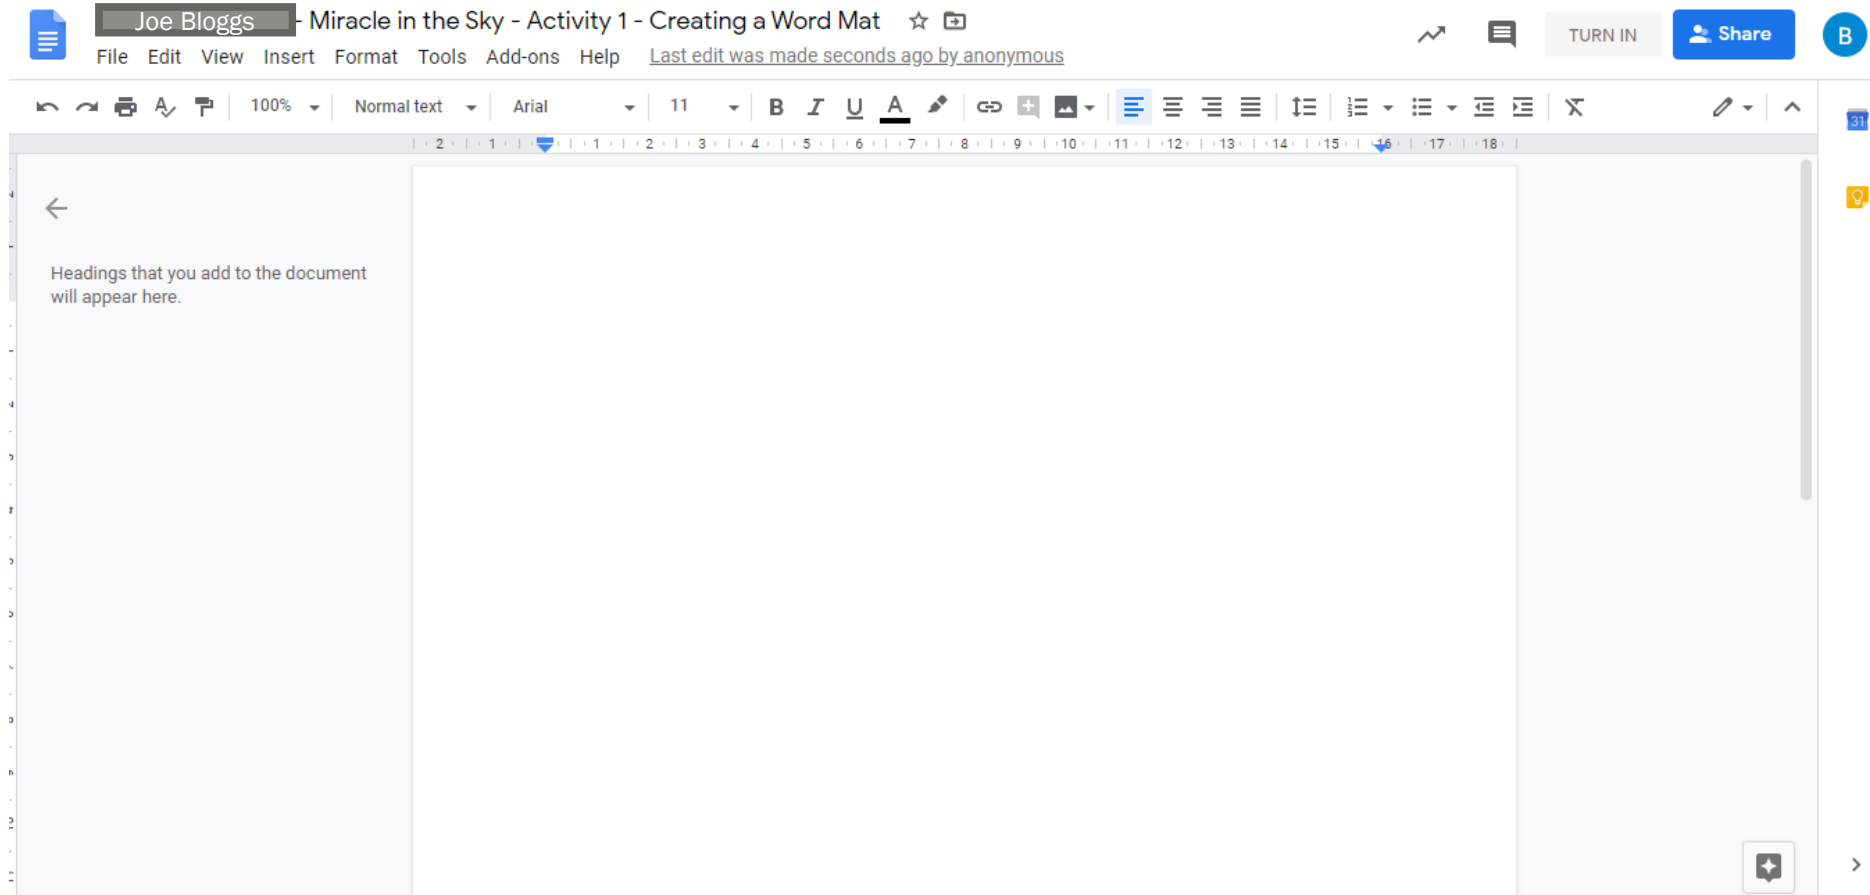 Joe Bloggs - Miracle in the Sky - Activity 1 - Creating a Word Mat
TURN IN
Share
B
File Edit View Insert Format Tools Add-ons Help Last edit was made seconds ago by anonymous
100% Normal text Arial 11 B I U A
31
2 1 1 2 3 4 5 6 7 8 9 10 11 12 13 14 15 16 17 18
Headings that you add to the document
will appear here.